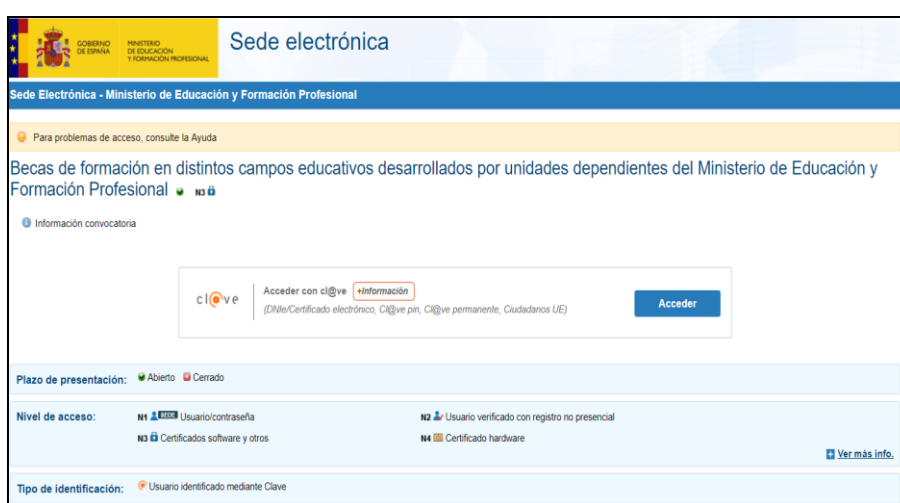 GOBIERNO
DE ESPAÑA
MINISTERIO
DE EDUCACIÓN
Y FORMACIÓN PROFESIONAL
Sede electrónica
Sede Electrónica - Ministerio de Educación y Formación Profesional
Para problemas de acceso, consulte la Ayuda
Becas de formación en distintos campos educativos desarrollados por unidades dependientes del Ministerio de Educación y
Formación Profesional N3
Información convocatoria
cl@ve
Acceder con cl@ve +Información
(DNIe/Certificado electrónico, Cl@ve pin, Cl@ve permanente, Ciudadanos UE)
Acceder
Plazo de presentación: Abierto Cerrado
Nivel de acceso: N1 SEDE Usuario/contraseña N2 Usuario verificado con registro no presencial
N3 Certificados software y otros N4 Certificado hardware
Ver más info.
Tipo de identificación: Usuario identificado mediante Clave